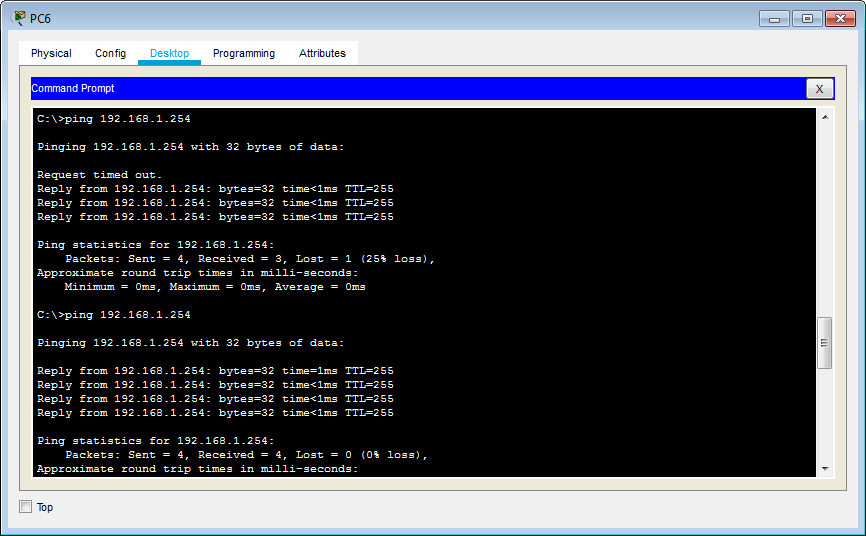 PC6
Physical Config Desktop Programming Attributes
Command Prompt
X
C:\>ping 192.168.1.254
Pinging 192.168.1.254 with 32 bytes of data:
Request timed out.
Reply from 192.168.1.254: bytes=32 time<1ms TTL=255
Reply from 192.168.1.254: bytes=32 time<1ms TTL=255
Reply from 192.168.1.254: bytes=32 time<1ms TTL=255
Ping statistics for 192.168.1.254:
    Packets: Sent = 4, Received = 3, Lost = 1 (25% loss),
Approximate round trip times in milli-seconds:
    Minimum = 0ms, Maximum = 0ms, Average = 0ms
C:\>ping 192.168.1.254
Pinging 192.168.1.254 with 32 bytes of data:
Reply from 192.168.1.254: bytes=32 time=1ms TTL=255
Reply from 192.168.1.254: bytes=32 time<1ms TTL=255
Reply from 192.168.1.254: bytes=32 time<1ms TTL=255
Reply from 192.168.1.254: bytes=32 time<1ms TTL=255
Ping statistics for 192.168.1.254:
    Packets: Sent = 4, Received = 4, Lost = 0 (0% loss),
Approximate round trip times in milli-seconds:
Top